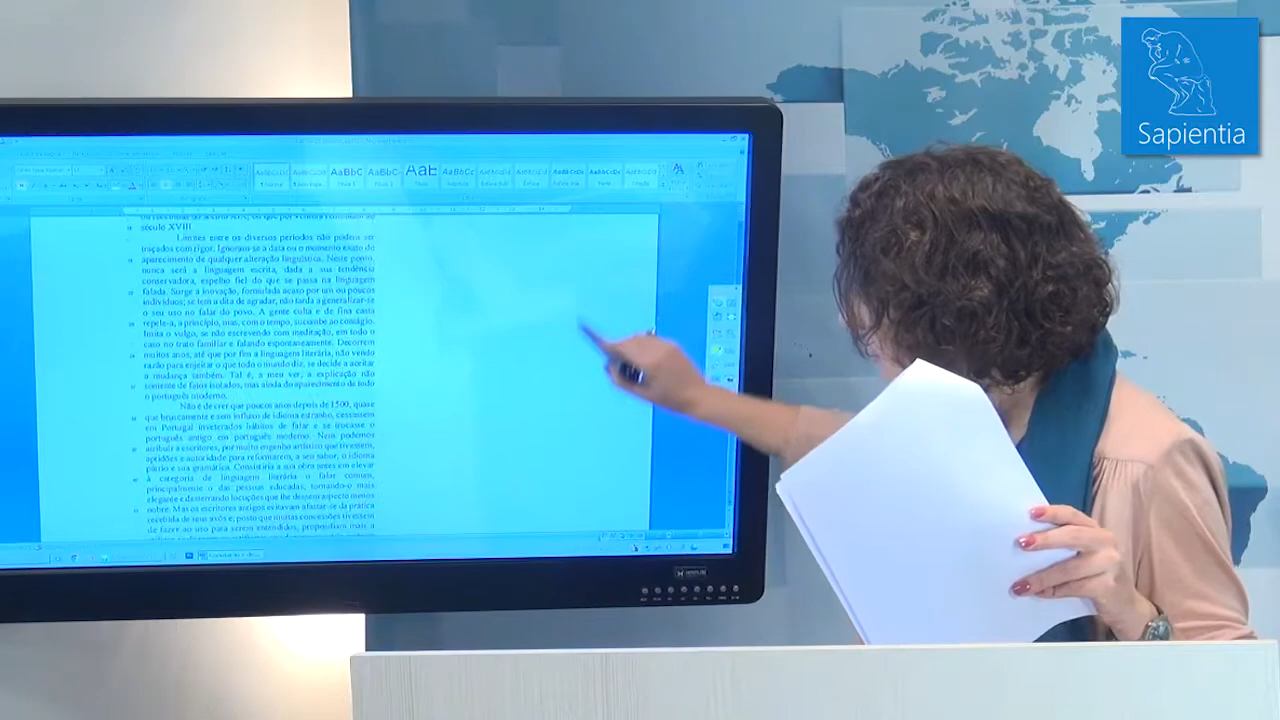 Sapientia
AaBbC
AaBbC
AaB
AaBbCc
século XVIII
Limites entre os diversos períodos não podem ser
traçados com rigor. Ignoram-se a data ou o momento exato do
aparecimento de qualquer alteração linguística. Neste ponto,
nunca será a linguagem escrita, dada a sua tendência
conservadora, espelho fiel do que se passa na linguagem
falada. Surge a inovação, formulada acaso por um ou poucos
indivíduos; se tem a dita de agradar, não tarda a generalizar-se
o seu uso no falar do povo. A gente culta e de fina casta
repele-a, a princípio, mas, com o tempo, sucumbe ao contágio.
Imita o vulgo, se não escrevendo com meditação, em todo o
caso no trato familiar e falando espontaneamente. Decorrem
muitos anos, até que por fim a linguagem literária, não vendo
razão para enjeitar o que todo o mundo diz, se decide a aceitar
a mudança também. Tal é, a meu ver, a explicação não
somente de fatos isolados, mas ainda do aparecimento de todo
o português moderno.
Não é de crer que poucos anos depois de 1500, quase
que bruscamente e sem influxo de idioma estranho, cessassem
em Portugal inveterados hábitos de falar e se trocasse o
português antigo em português moderno. Nem podemos
atribuir a escritores, por muito engenho artístico que tivessem,
aptidões e autoridade para reformarem, a seu sabor, o idioma
pátrio e sua gramática. Consistiria a sua obra antes em elevar
à categoria de linguagem literária o falar comum,
principalmente o das pessoas educadas, tornando-o mais
elegante e desterrando locuções que lhe dessem aspecto menos
nobre. Mas os escritores antigos evitavam afastar-se da prática
recebida de seus avós e, posto que muitas concessões tivessem
de fazer ao uso para serem entendidos, propendiam mais a